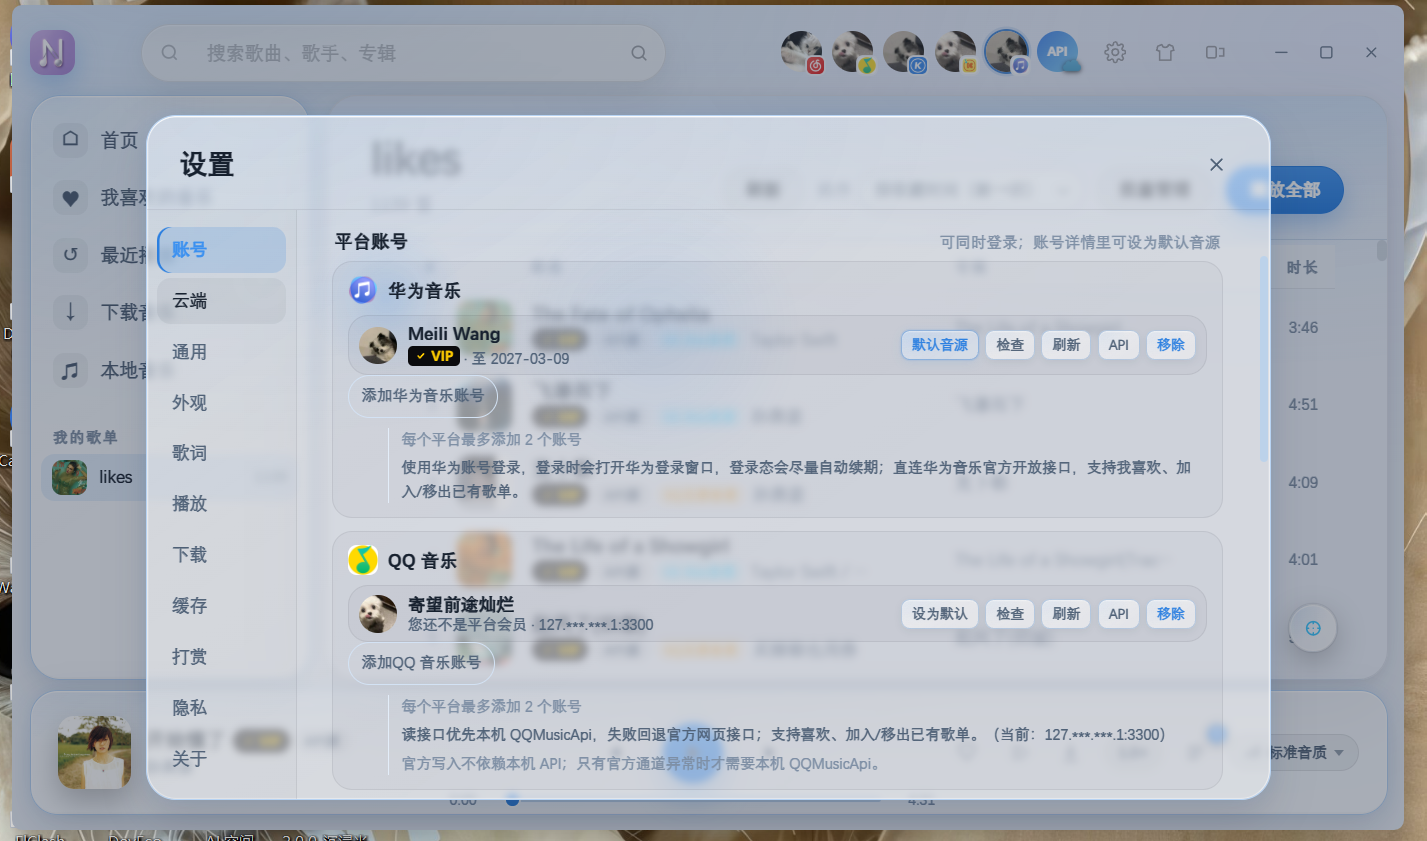 搜索歌曲、歌手、专辑
API
首页
我喜欢
最近
下载音
本地音
我的歌单
likes
likes
放全部
时长
3:46
4:51
4:09
4:01
设置
账号
云端
通用
外观
歌词
播放
下载
缓存
打赏
隐私
关于
平台账号
可同时登录；账号详情里可设为默认音源
华为音乐
Meili Wang
VIP · 至 2027-03-09
默认音源 检查 刷新 API 移除
添加华为音乐账号
每个平台最多添加 2 个账号
使用华为账号登录，登录时会打开华为登录窗口，登录态会尽量自动续期；直连华为音乐官方开放接口，支持我喜欢、加
入/移出已有歌单。
QQ 音乐
寄望前途灿烂
您还不是平台会员 · 127.***.***.1:3300
设为默认 检查 刷新 API 移除
添加QQ 音乐账号
每个平台最多添加 2 个账号
读接口优先本机 QQMusicApi，失败回退官方网页接口；支持喜欢、加入/移出已有歌单。（当前：127.***.***.1:3300）
官方写入不依赖本机 API；只有官方通道异常时才需要本机 QQMusicApi。
标准音质